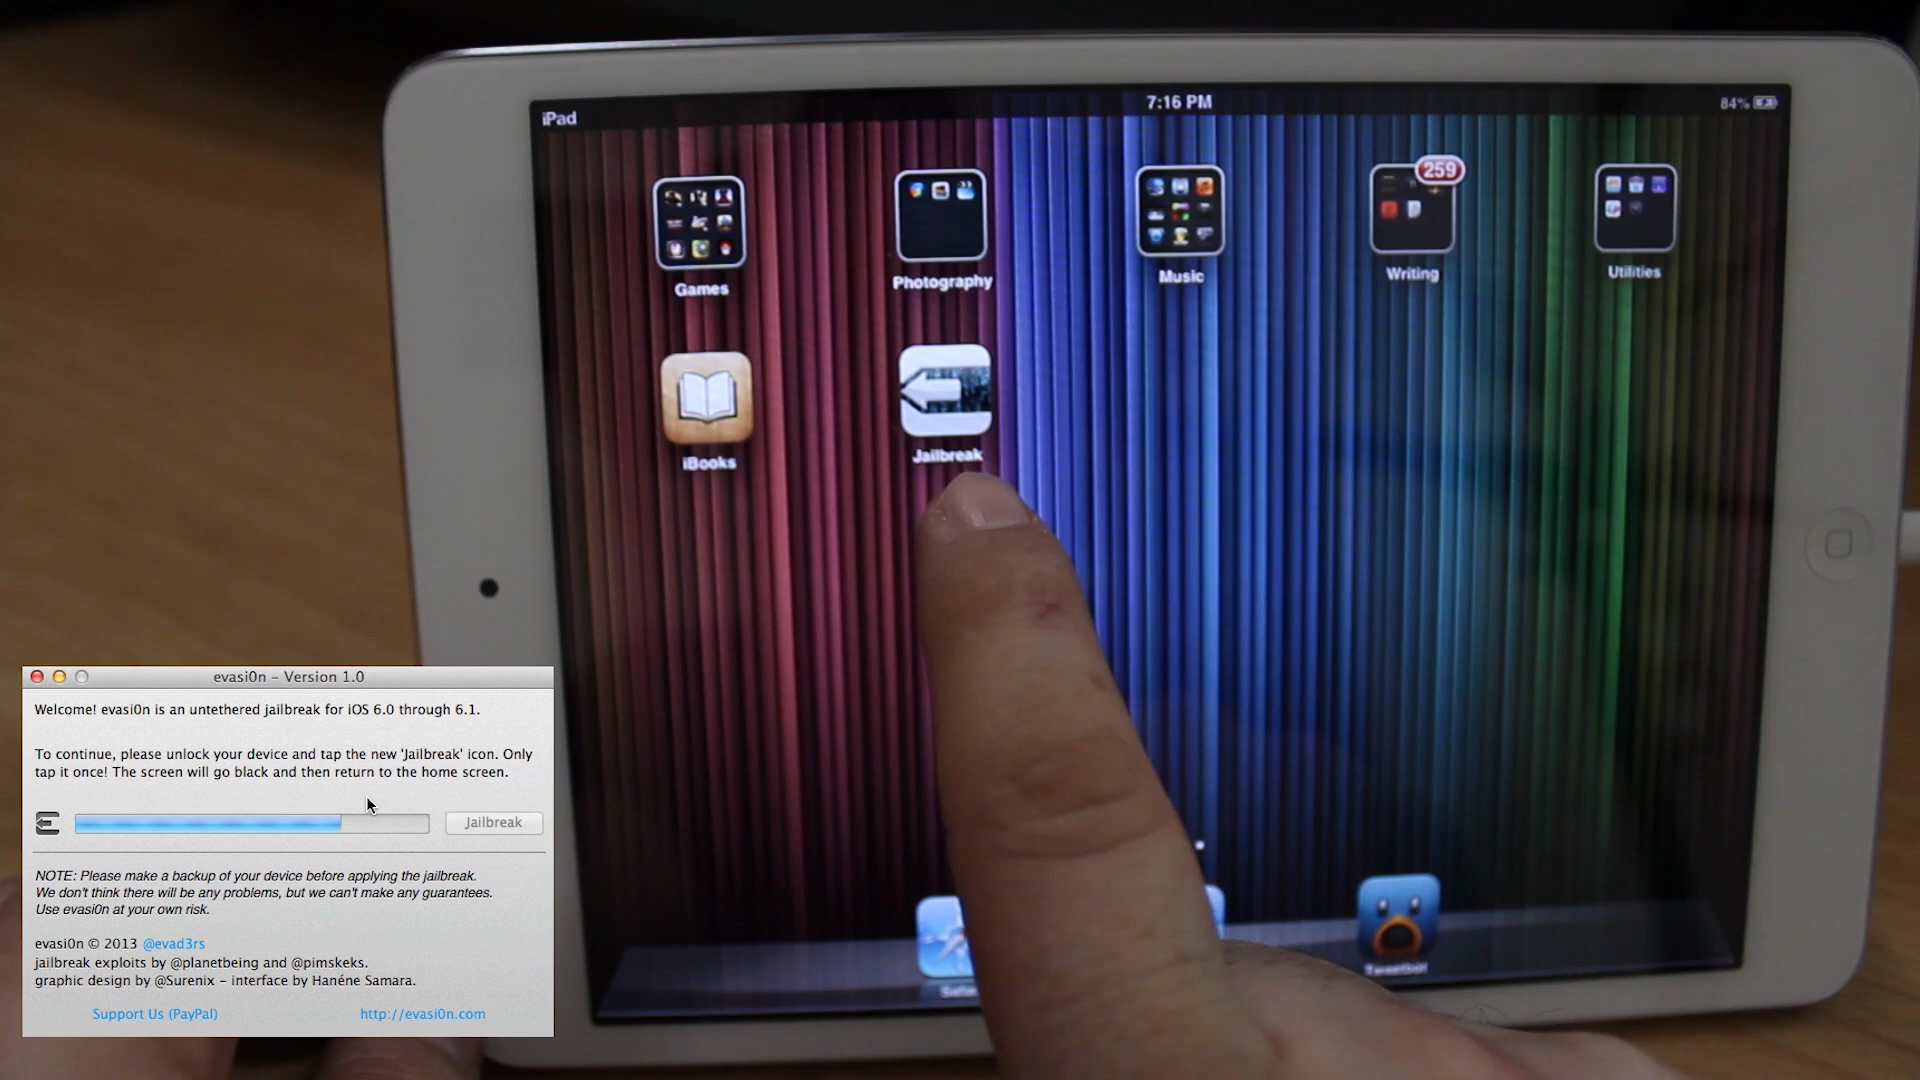 iPad
7:16 PM
84%
259
Games
Photography
Music
Writing
Utilities
iBooks
Jailbreak
Tweetbot
evasi0n – Version 1.0
Welcome! evasi0n is an untethered jailbreak for iOS 6.0 through 6.1.
To continue, please unlock your device and tap the new 'Jailbreak' icon. Only
tap it once! The screen will go black and then return to the home screen.
Jailbreak
NOTE: Please make a backup of your device before applying the jailbreak.
We don't think there will be any problems, but we can't make any guarantees.
Use evasi0n at your own risk.
evasi0n © 2013 @evad3rs
jailbreak exploits by @planetbeing and @pimskeks.
graphic design by @Surenix – interface by Hanéne Samara.
Support Us (PayPal)
http://evasi0n.com